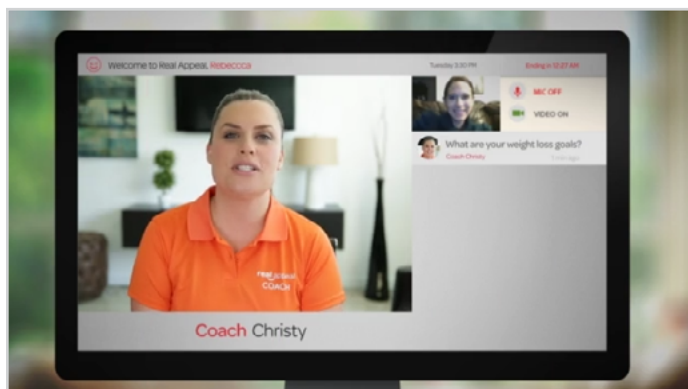 Welcome to Real Appeal, Rebeccca
Tuesday 3:30 PM
Ending in 12:27 AM
MIC OFF
VIDEO ON
What are your weight loss goals?
Coach Christy
real appeal
COACH
Coach Christy